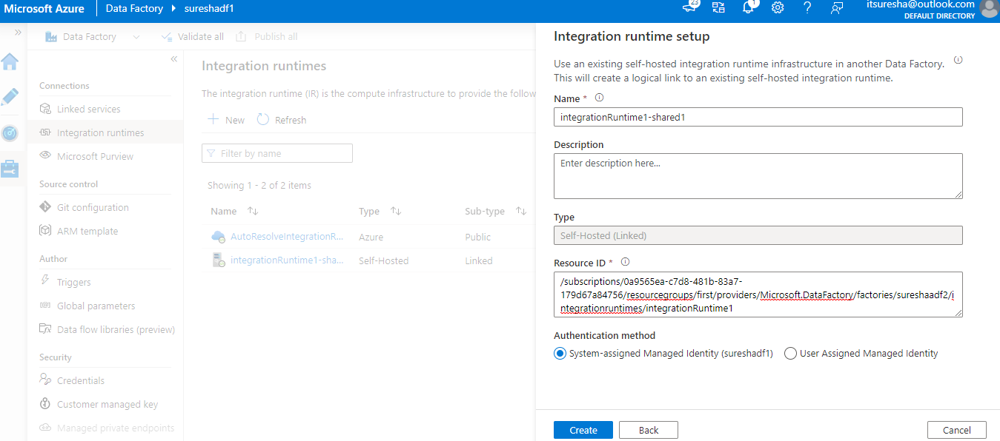 Microsoft Azure
Data Factory
sureshadf1
23
1
itsuresha@outlook.com
DEFAULT DIRECTORY
Data Factory
Validate all
Publish all
Connections
Linked services
Integration runtimes
Microsoft Purview
Source control
Git configuration
ARM template
Author
Triggers
Global parameters
Data flow libraries (preview)
Security
Credentials
Customer managed key
Managed private endpoints
Integration runtimes
The integration runtime (IR) is the compute infrastructure to provide the follow
New
Refresh
Filter by name
Showing 1 - 2 of 2 items
Name Type Sub-type
AutoResolveIntegrationR... Azure Public
integrationRuntime1-sha... Self-Hosted Linked
Integration runtime setup
Use an existing self-hosted integration runtime infrastructure in another Data Factory.
This will create a logical link to an existing self-hosted integration runtime.
Name *
integrationRuntime1-shared1
Description
Enter description here...
Type
Self-Hosted (Linked)
Resource ID *
/subscriptions/0a9565ea-c7d8-481b-83a7-
179d67a84756/resourcegroups/first/providers/Microsoft.DataFactory/factories/sureshaadf2/i
ntegrationruntimes/integrationRuntime1
Authentication method
System-assigned Managed Identity (sureshadf1)
User Assigned Managed Identity
Create
Back
Cancel